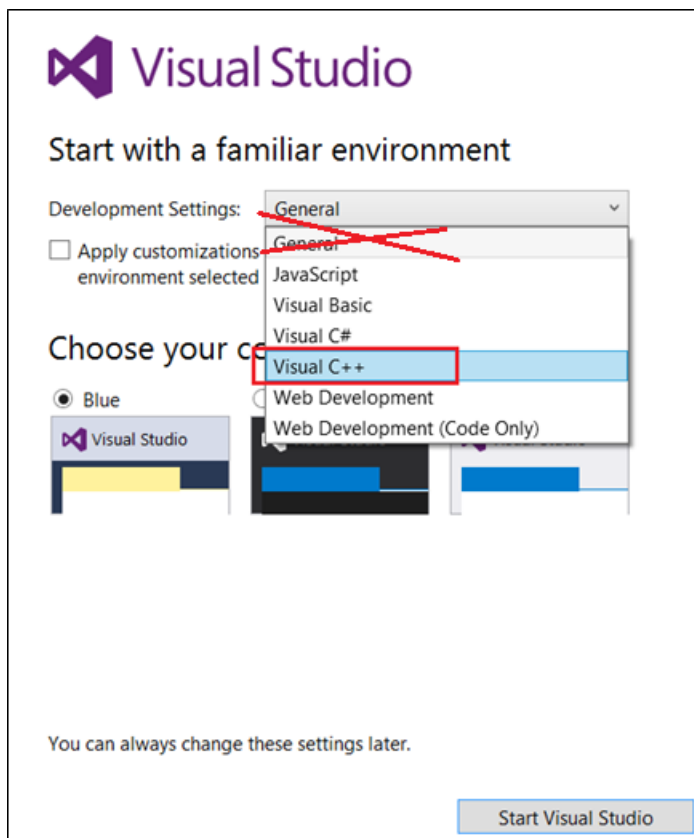 Visual Studio
Start with a familiar environment
Development Settings: General
General
Apply customizations
environment selected
JavaScript
Visual Basic
Visual C#
Choose your c
Visual C++
Blue
Web Development
Web Development (Code Only)
Visual Studio
You can always change these settings later.
Start Visual Studio